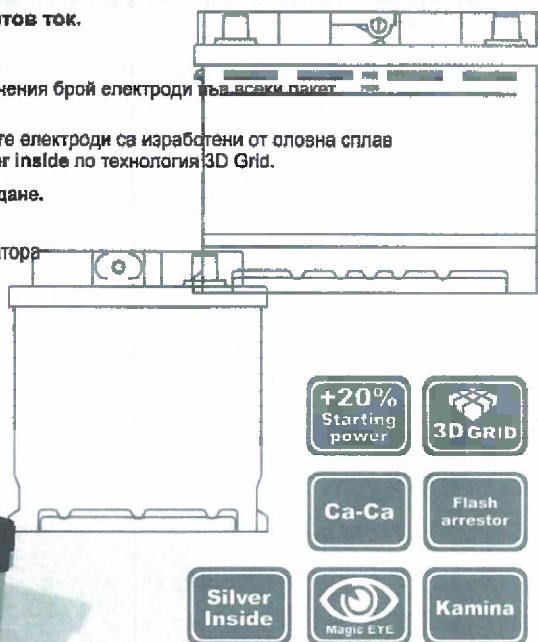 тов ток.
чения брой електроди във всеки пакет
те електроди са изработени от оловна сплав
er inside по технология 3D Grid.
дане.
тора
+20%
Starting
power
3D GRID
Ca-Ca
Flash
arrestor
Silver
Inside
Magic EYE
Kamina